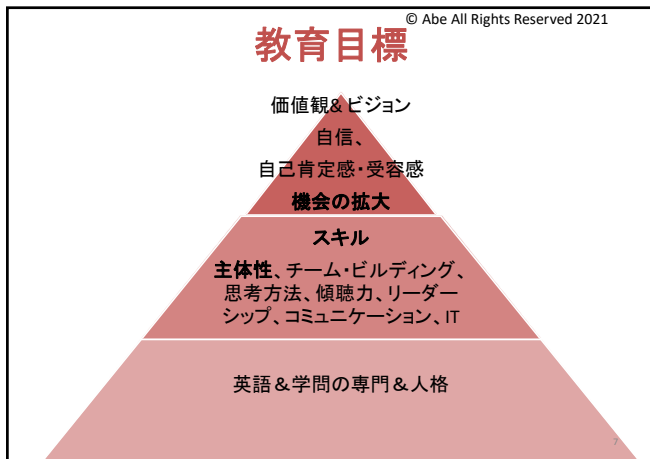 © Abe All Rights Reserved 2021
教育目標
価値観&ビジョン
自信、
自己肯定感・受容感
機会の拡大
スキル
主体性、チーム・ビルディング、
思考方法、傾聴力、リーダー
シップ、コミュニケーション、IT
英語&学問の専門&人格
7